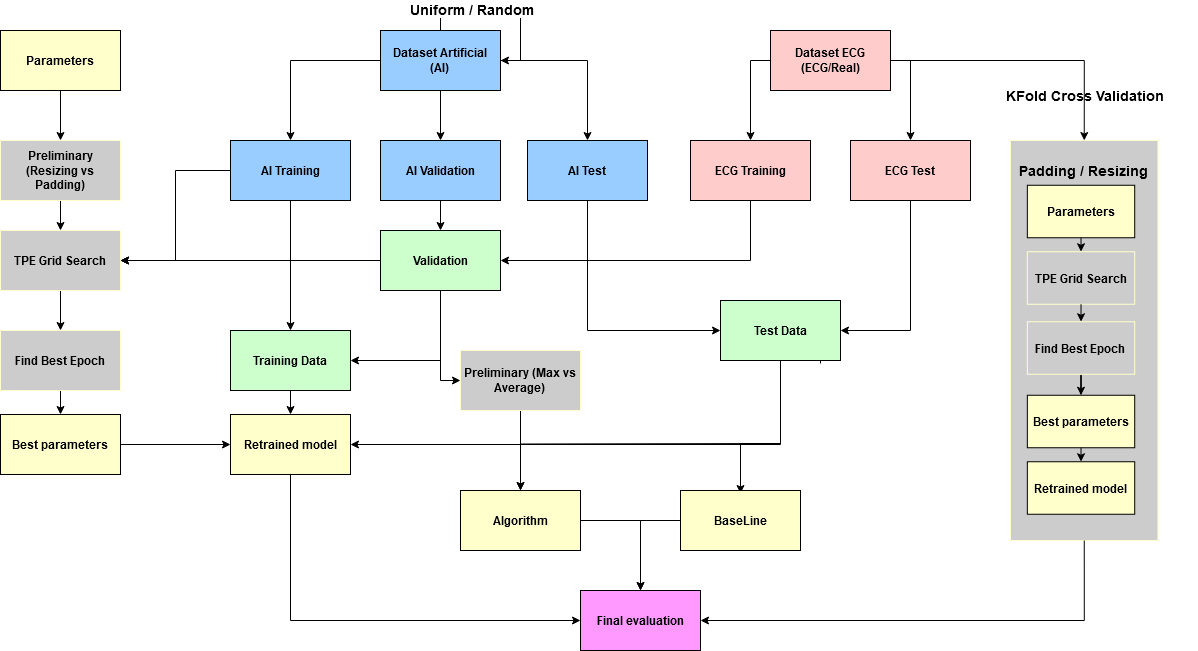 Uniform / Random
Parameters
Dataset Artificial
(AI)
Dataset ECG
(ECG/Real)
KFold Cross Validation
Preliminary
(Resizing vs
Padding)
AI Training
AI Validation
AI Test
ECG Training
ECG Test
Padding / Resizing
Parameters
TPE Grid Search
Validation
TPE Grid Search
Find Best Epoch
Training Data
Preliminary (Max vs
Average)
Test Data
Find Best Epoch
Best parameters
Retrained model
Best parameters
Retrained model
Algorithm
BaseLine
Final evaluation